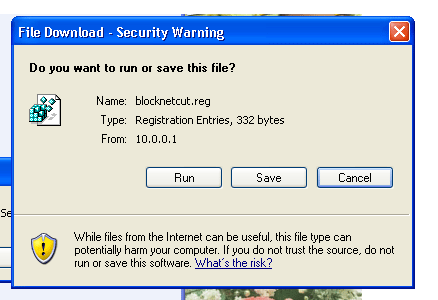 File Download - Security Warning
Do you want to run or save this file?
Name: blocknetcut.reg
Type: Registration Entries, 332 bytes
From: 10.0.0.1
Run Save Cancel
Se
While files from the Internet can be useful, this file type can
potentially harm your computer. If you do not trust the source, do not
run or save this software. What's the risk?